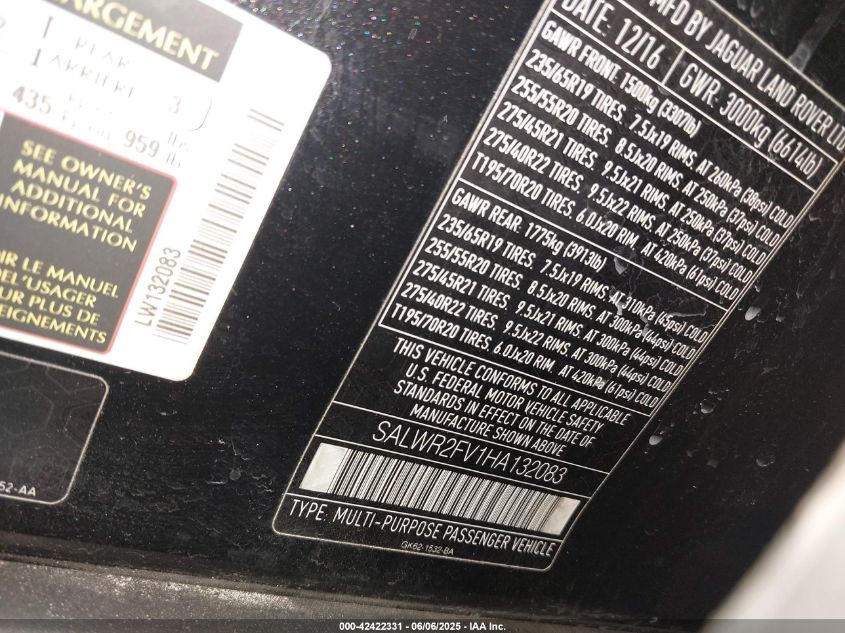 ARGEMENT
1
REAR
1 ARRIERE 3
435
959 lb
SEE OWNER'S
MANUAL FOR
ADDITIONAL
INFORMATION
IR LE MANUEL
L'USAGER
UR PLUS DE
EIGNEMENTS
LW132083
52-AA
MFD BY JAGUAR LAND ROVER
DATE: 12/16 GWR: 3000kg (6614lb)
GAWR FRONT: 1500kg (3307lb)
235/65R19 TIRES, 7.5Jx19 RIMS, AT 260kPa (38psi) COLD
255/55R20 TIRES, 8.5Jx20 RIMS, AT 250kPa (37psi) COLD
275/45R21 TIRES, 9.5Jx21 RIMS, AT 250kPa (37psi) COLD
275/40R22 TIRES, 9.5Jx22 RIMS, AT 250kPa (37psi) COLD
T195/70R20 TIRES, 6.0Jx20 RIM, AT 420kPa (61psi) COLD
GAWR REAR: 1775kg (3913lb)
235/65R19 TIRES, 7.5Jx19 RIMS, AT 310kPa (45psi) COLD
255/55R20 TIRES, 8.5Jx20 RIMS, AT 300kPa (44psi) COLD
275/45R21 TIRES, 9.5Jx21 RIMS, AT 300kPa (44psi) COLD
275/40R22 TIRES, 9.5Jx22 RIMS, AT 300kPa (44psi) COLD
T195/70R20 TIRES, 6.0Jx20 RIM, AT 420kPa (61psi) COLD
THIS VEHICLE CONFORMS TO ALL APPLICABLE
U.S. FEDERAL MOTOR VEHICLE SAFETY
STANDARDS IN EFFECT ON THE DATE OF
MANUFACTURE SHOWN ABOVE
SALWR2FV1HA132083
TYPE: MULTI-PURPOSE PASSENGER VEHICLE
GK62-1532-BA
000-42422331 - 06/06/2025 - IAA Inc.